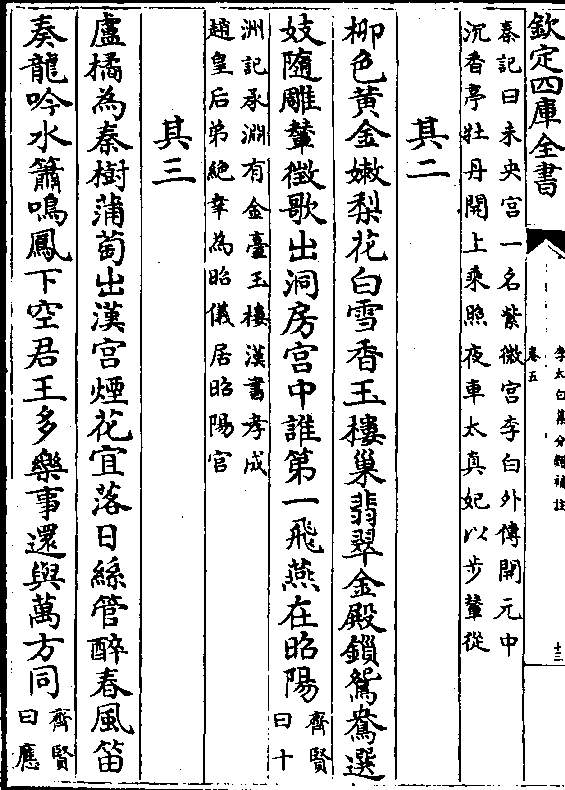 欽定四庫全書
李太白集分類補註
卷五
十三
秦記曰未央宮一名紫微宮李白外傳開元中
沉香亭牡丹開上乘照夜車太真妃以步輦從
其二
柳色黃金嫩梨花白雪香玉樓巢翡翠金殿鎖鴛鴦選
妓隨雕輦徴歌出洞房宮中誰第一飛燕在昭陽齊賢曰十
洲記承淵有金臺玉樓漢書孝成
趙皇后弟絶幸為昭儀居昭陽宮
其三
盧橘為秦樹蒲萄出漢宮煙花宜落日絲管醉春風笛
奏龍吟水簫鳴鳳下空君王多樂事還與萬方同齊賢曰應